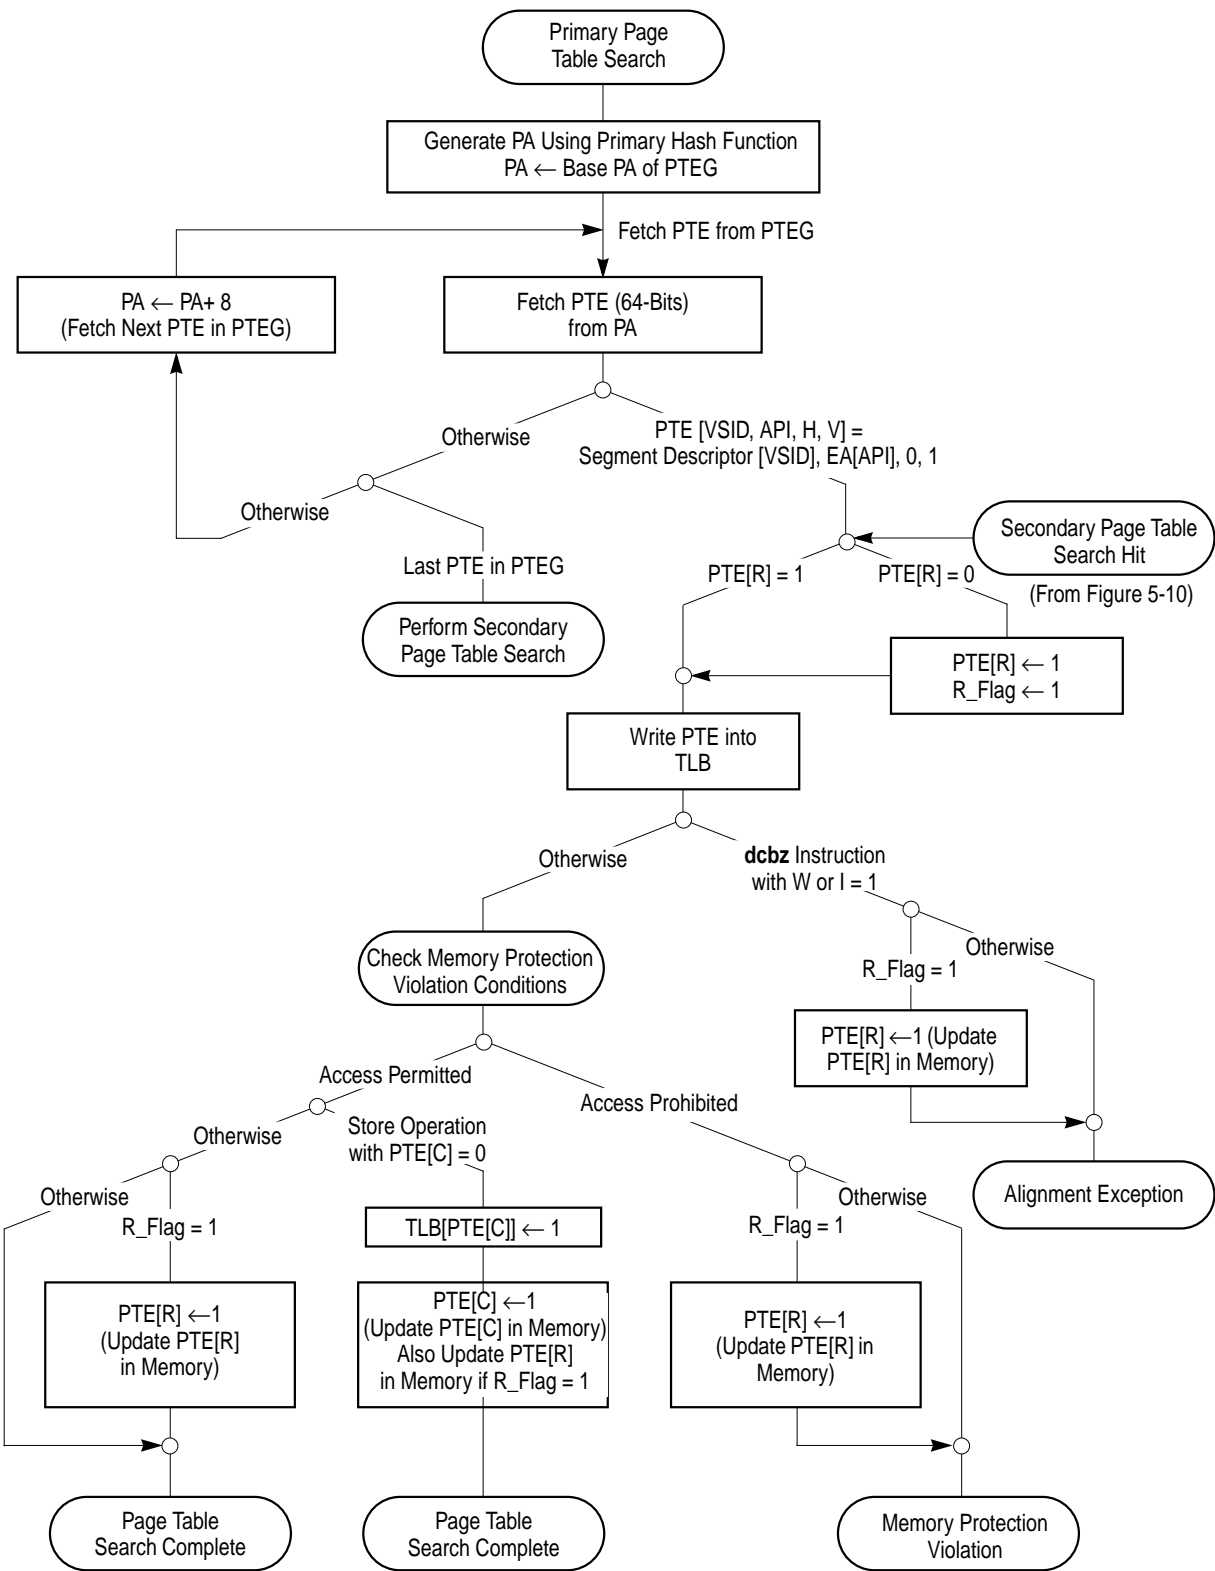 Primary Page
Table Search
Generate PA Using Primary Hash Function
PA ← Base PA of PTEG
Fetch PTE from PTEG
PA ← PA+ 8
(Fetch Next PTE in PTEG)
Fetch PTE (64-Bits)
from PA
Otherwise
PTE [VSID, API, H, V] =
Segment Descriptor [VSID], EA[API], 0, 1
Otherwise
Last PTE in PTEG
Perform Secondary
Page Table Search
Secondary Page Table
Search Hit
(From Figure 5-10)
PTE[R] = 1
PTE[R] = 0
PTE[R] ← 1
R_Flag ← 1
Write PTE into
TLB
Otherwise
dcbz Instruction
with W or I = 1
Check Memory Protection
Violation Conditions
R_Flag = 1
Otherwise
PTE[R] ←1 (Update
PTE[R] in Memory)
Alignment Exception
Access Permitted
Access Prohibited
Otherwise
Store Operation
with PTE[C] = 0
Otherwise
R_Flag = 1
TLB[PTE[C]] ← 1
R_Flag = 1
Otherwise
PTE[R] ←1
(Update PTE[R]
in Memory)
PTE[C] ←1
(Update PTE[C] in Memory)
Also Update PTE[R]
in Memory if R_Flag = 1
PTE[R] ←1
(Update PTE[R] in
Memory)
Page Table
Search Complete
Page Table
Search Complete
Memory Protection
Violation